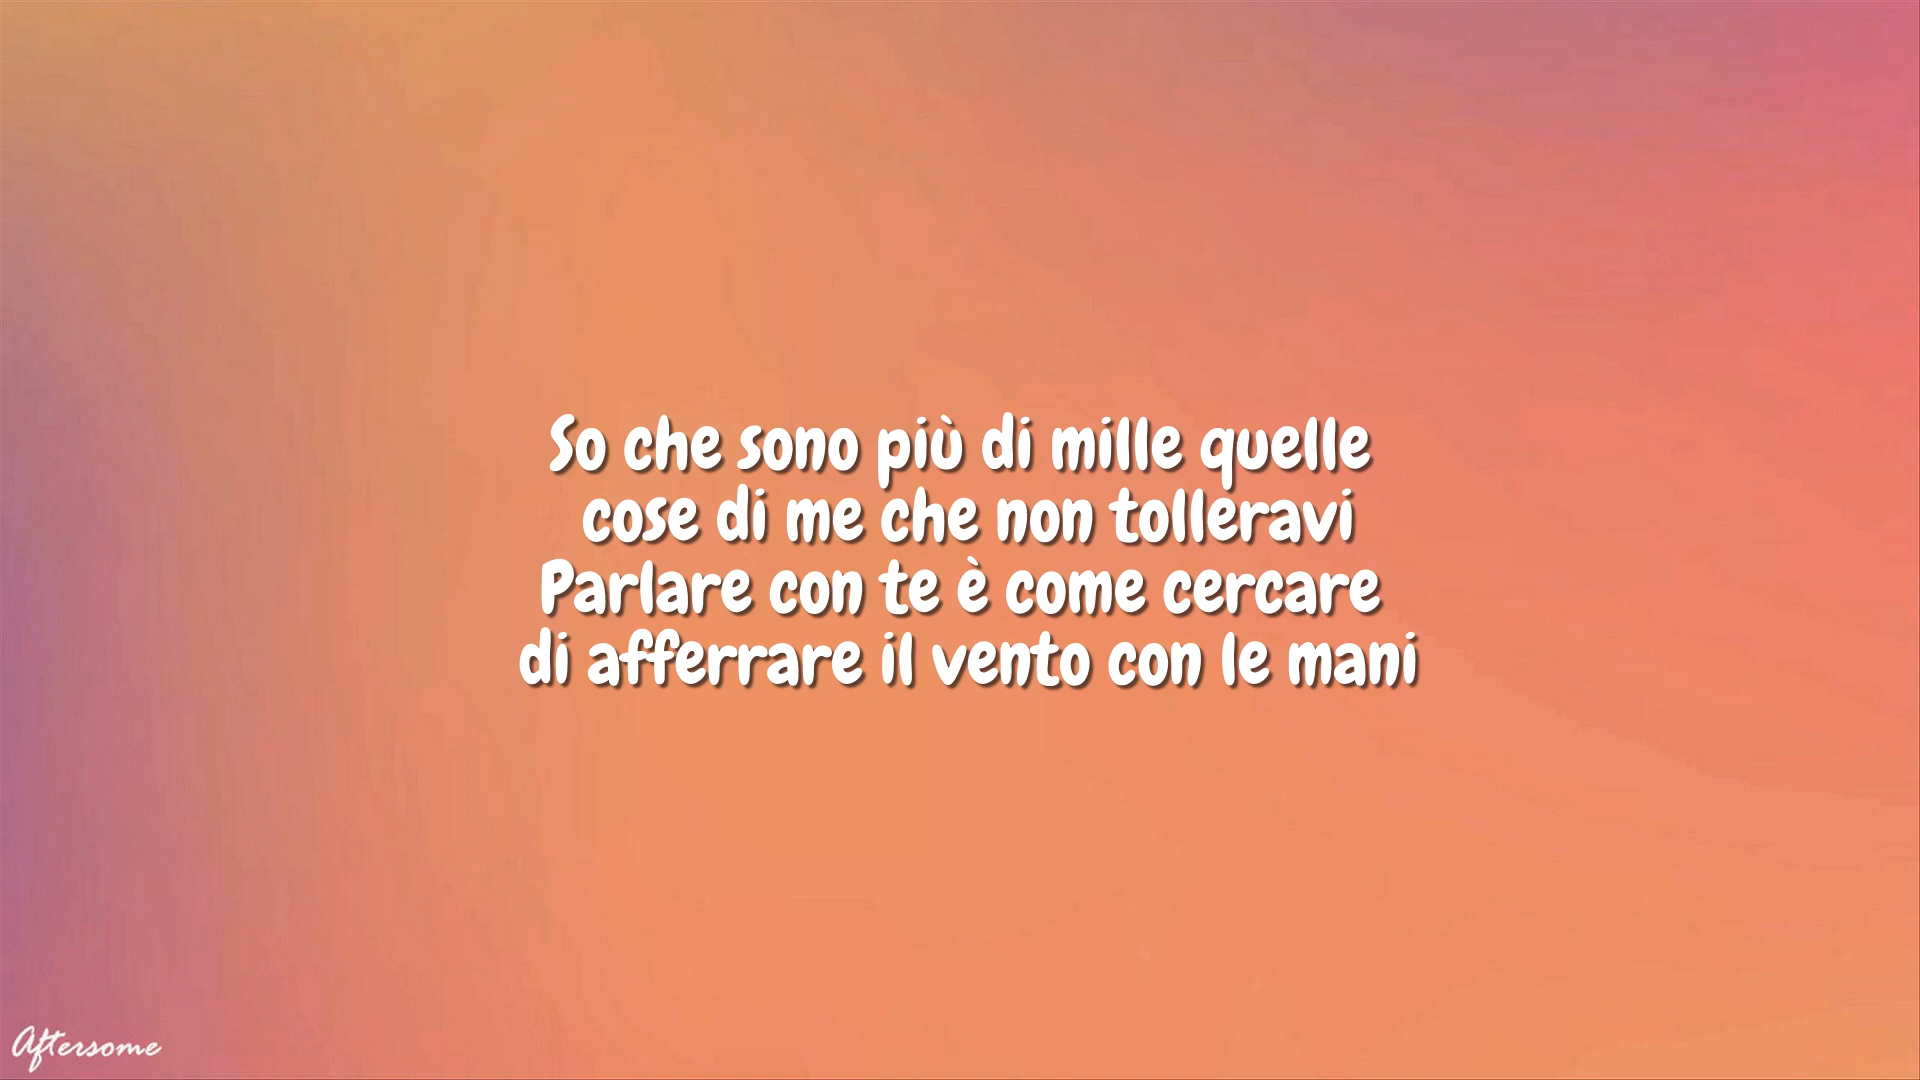 So che sono più di mille quelle
cose di me che non tolleravi
Parlare con te è come cercare
di afferrare il vento con le mani
Aftersome